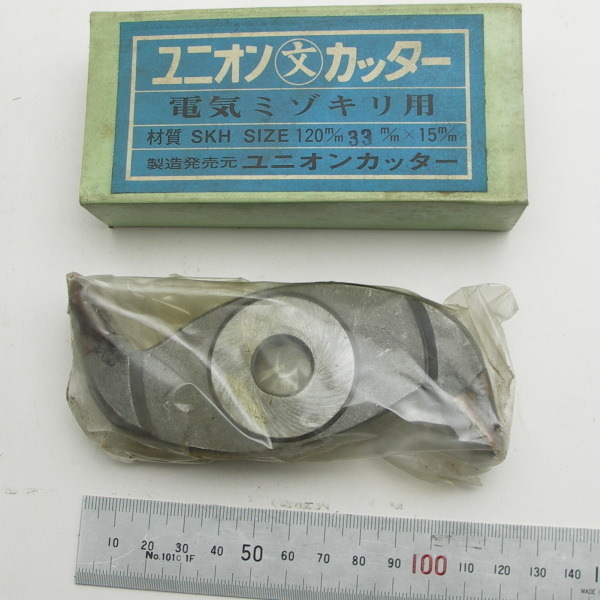 ユニオン文カッター
電気ミゾキリ用
材質 SKH SIZE 120m/m 33 m/m×15m/m
製造発売元 ユニオンカッター
10 20 30 40 50 60 70 80 90 100 110 120 130 140
No.101C 1F
MADE